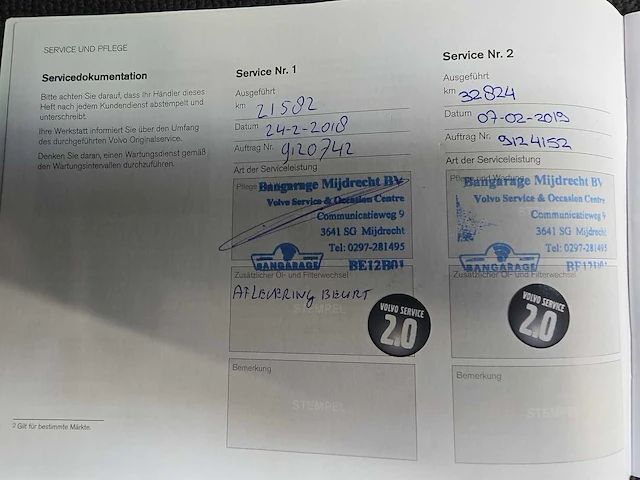 SERVICE UND PFLEGE
Servicedokumentation
Bitte achten Sie darauf, dass Ihr Händler dieses
Heft nach jedem Kundendienst abstempelt und
unterschreibt.
Ihre Werkstatt informiert Sie über den Umfang
des durchgeführten Volvo Originalservice.
Denken Sie daran, einen Wartungsdienst gemäß
den Wartungsintervallen durchzuführen.
Gilt für bestimmte Märkte.
Service Nr. 1
Ausgeführt
km 21582
Datum 24-2-2018
Auftrag Nr. 9120742
Art der Serviceleistung
Pflege
Bangarage Mijdrecht BV
Volvo Service & Occasion Centre
Communicatieweg 9
3641 SG Mijdrecht
Tel: 0297-281495
BANGARAGE BE12B01
Zusätzlicher Öl- und Filterwechsel
AFLEVERING BEURT
STEMPEL
VOLVO SERVICE
2.0
Bemerkung
STEMPEL
Service Nr. 2
Ausgeführt
km 32824
Datum 07-02-2019
Auftrag Nr. 9124152
Art der Serviceleistung
Pflege und Wartung
Bangarage Mijdrecht BV
Volvo Service & Occasion Centre
Communicatieweg 9
3641 SG Mijdrecht
Tel: 0297-281495
BANGARAGE BE12B01
Zusätzlicher Öl- und Filterwechsel
VOLVO SERVICE
2.0
Bemerkung
STEMPEL